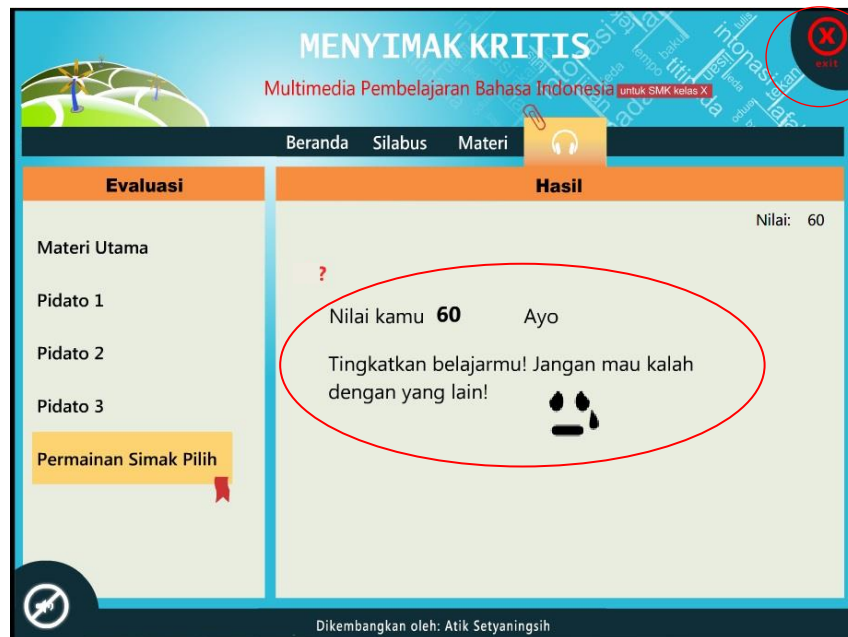 MENYIMAK KRITIS
Multimedia Pembelajaran Bahasa Indonesia untuk SMK kelas X
X
exit
Beranda Silabus Materi
Evaluasi
Materi Utama
Pidato 1
Pidato 2
Pidato 3
Permainan Simak Pilih
Hasil
Nilai: 60
?
Nilai kamu 60 Ayo
Tingkatkan belajarmu! Jangan mau kalah
dengan yang lain!
Dikembangkan oleh: Atik Setyaningsih